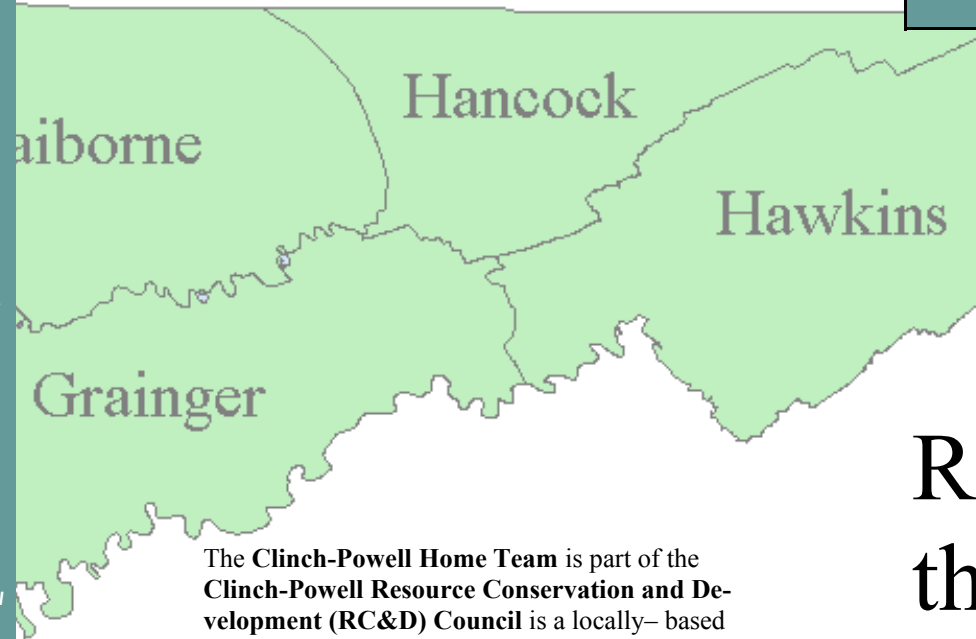 Hancock
aiborne
Hawkins
Grainger
The Clinch-Powell Home Team is part of the
Clinch-Powell Resource Conservation and De-
velopment (RC&D) Council is a locally– based
R
th